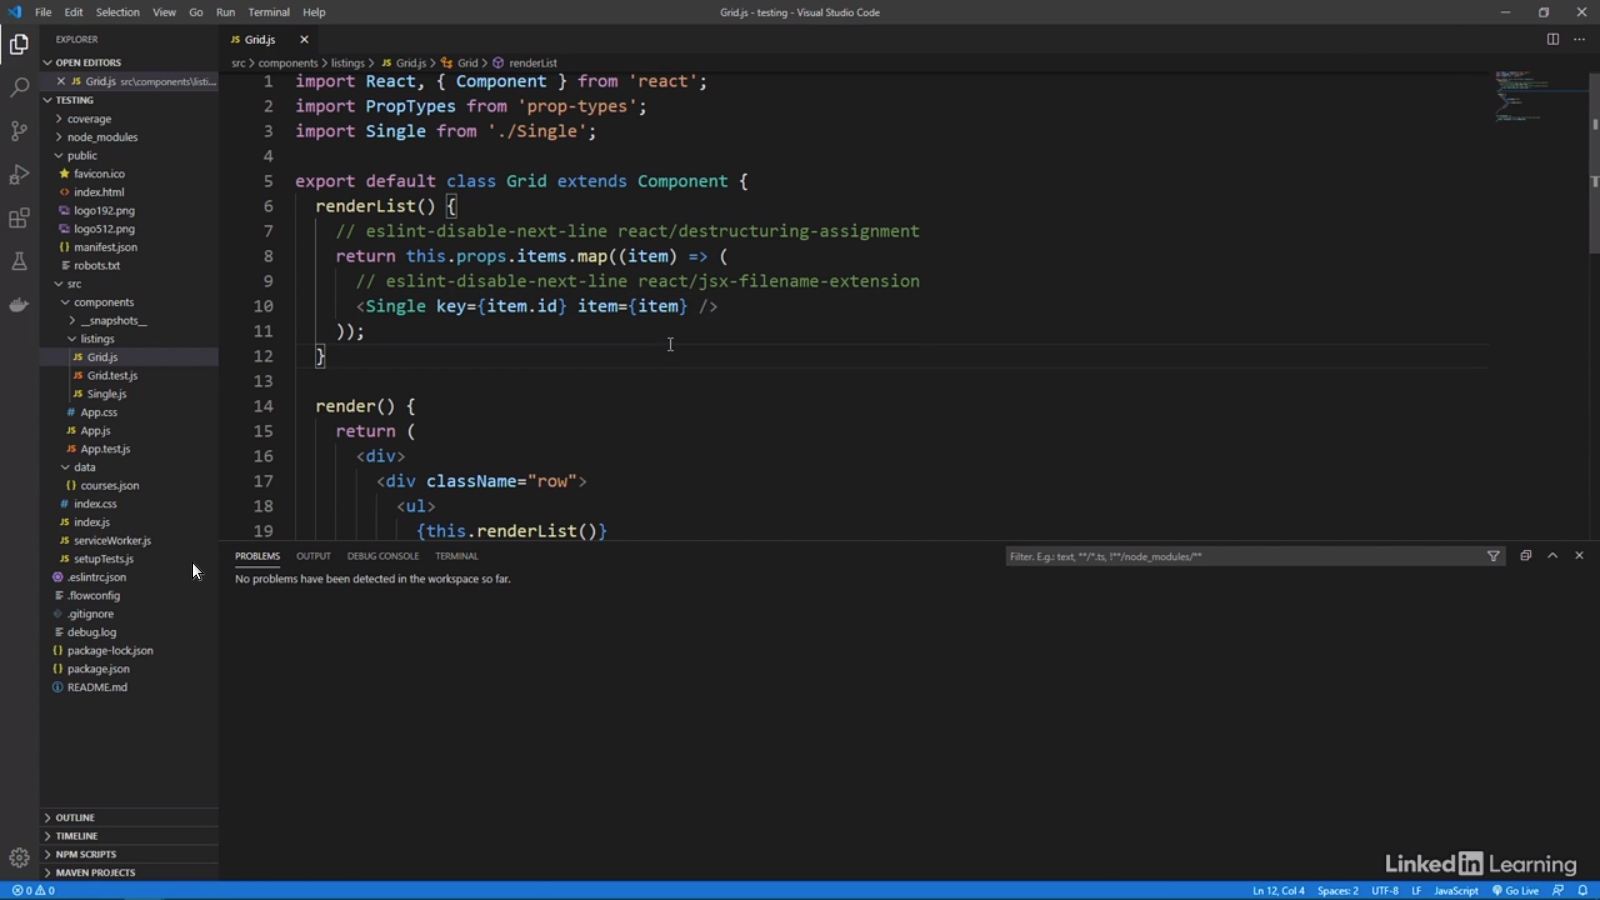 File Edit Selection View Go Run Terminal Help
Grid.js - testing - Visual Studio Code
EXPLORER
OPEN EDITORS
JS Grid.js src\components\listi...
TESTING
coverage
node_modules
public
favicon.ico
<> index.html
logo192.png
logo512.png
{} manifest.json
robots.txt
src
components
__snapshots__
listings
JS Grid.js
JS Grid.test.js
JS Single.js
# App.css
JS App.js
JS App.test.js
data
{} courses.json
# index.css
JS index.js
JS serviceWorker.js
JS setupTests.js
.eslintrc.json
.flowconfig
.gitignore
debug.log
{} package-lock.json
{} package.json
README.md
OUTLINE
TIMELINE
NPM SCRIPTS
MAVEN PROJECTS
JS Grid.js
src > components > listings > JS Grid.js > Grid > renderList
1 import React, { Component } from 'react';
2 import PropTypes from 'prop-types';
3 import Single from './Single';
4
5 export default class Grid extends Component {
6 renderList() {
7 // eslint-disable-next-line react/destructuring-assignment
8 return this.props.items.map((item) => (
9 // eslint-disable-next-line react/jsx-filename-extension
10 <Single key={item.id} item={item} />
11 ));
12 }
13
14 render() {
15 return (
16 <div>
17 <div className="row">
18 <ul>
19 {this.renderList()}
PROBLEMS OUTPUT DEBUG CONSOLE TERMINAL
Filter. E.g.: text, **/*.ts, !**/node_modules/**
No problems have been detected in the workspace so far.
Linked in Learning
0 0
Ln 12, Col 4 Spaces: 2 UTF-8 LF JavaScript Go Live